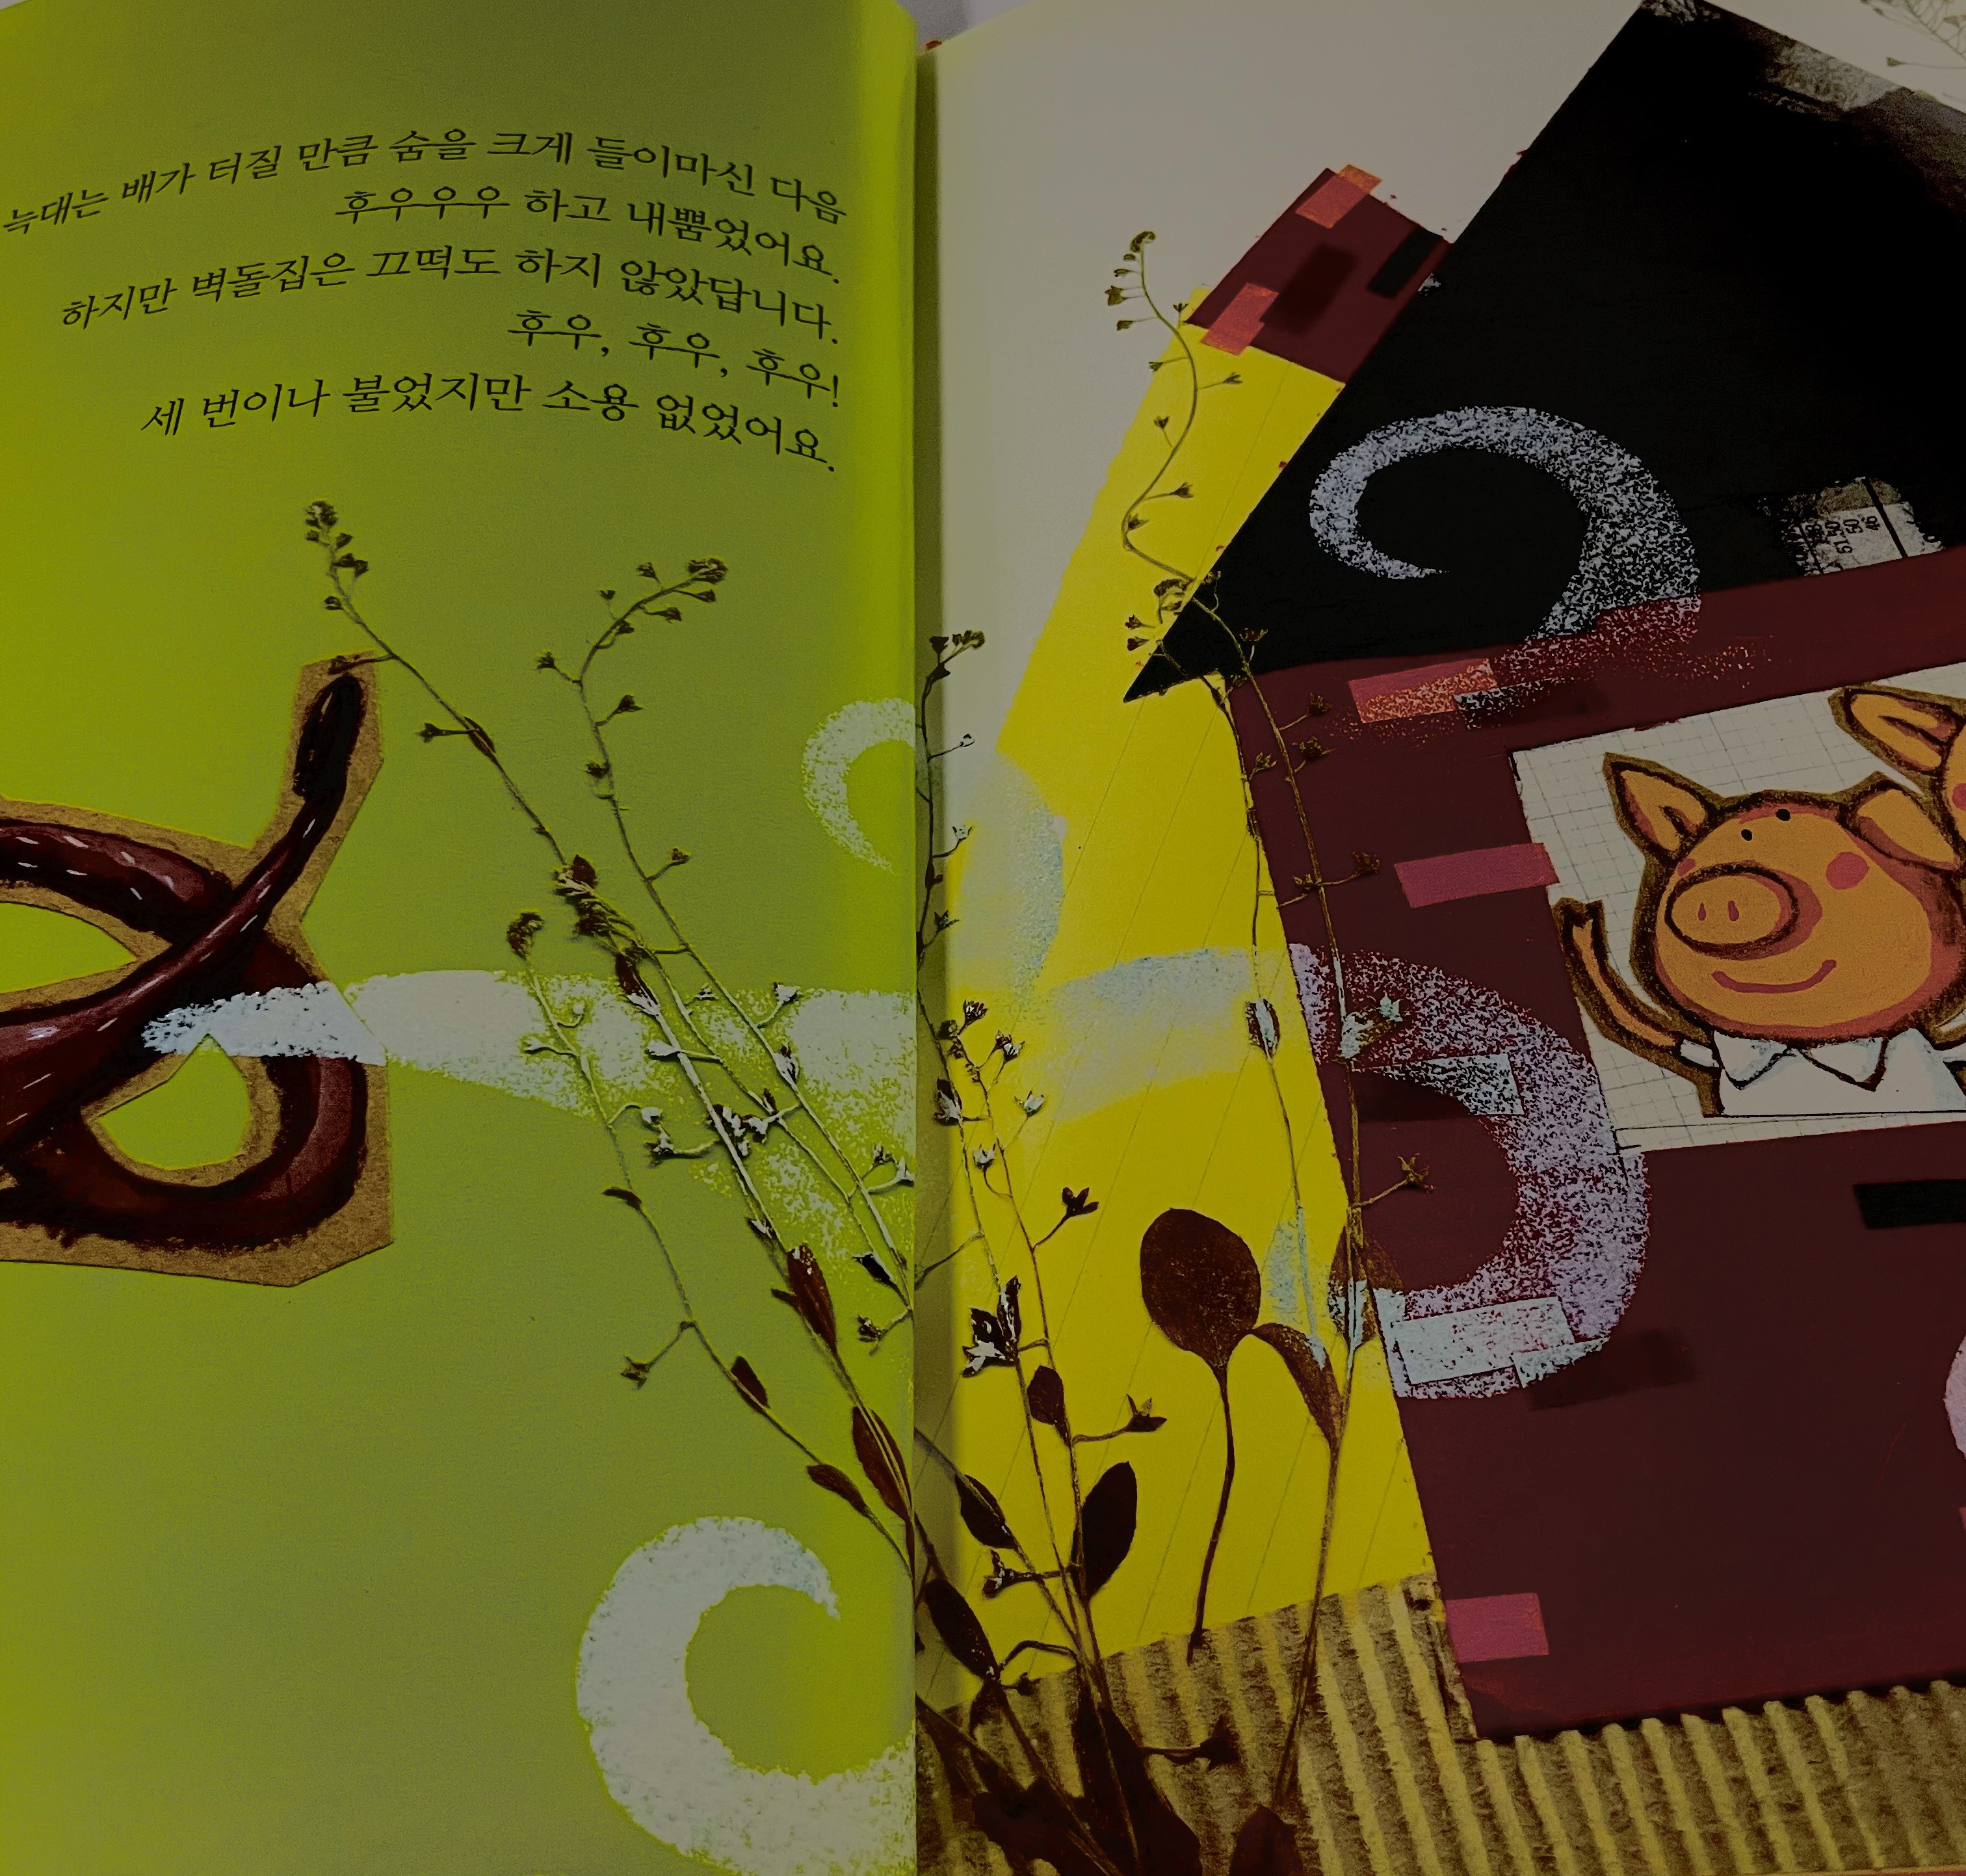 늑대는 배가 터질 만큼 숨을 크게 들이마신 다음
후우우우 하고 내뿜었어요.
하지만 벽돌집은 끄떡도 하지 않았답니다.
후우, 후우, 후우!
세 번이나 불었지만 소용 없었어요.